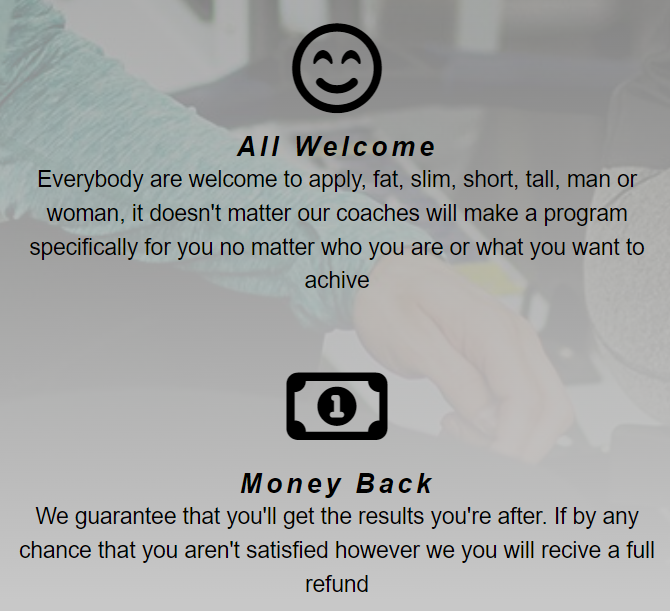 All Welcome
Everybody are welcome to apply, fat, slim, short, tall, man or
woman, it doesn't matter our coaches will make a program
specifically for you no matter who you are or what you want to
achive
1
Money Back
We guarantee that you'll get the results you're after. If by any
chance that you aren't satisfied however we you will recive a full
refund